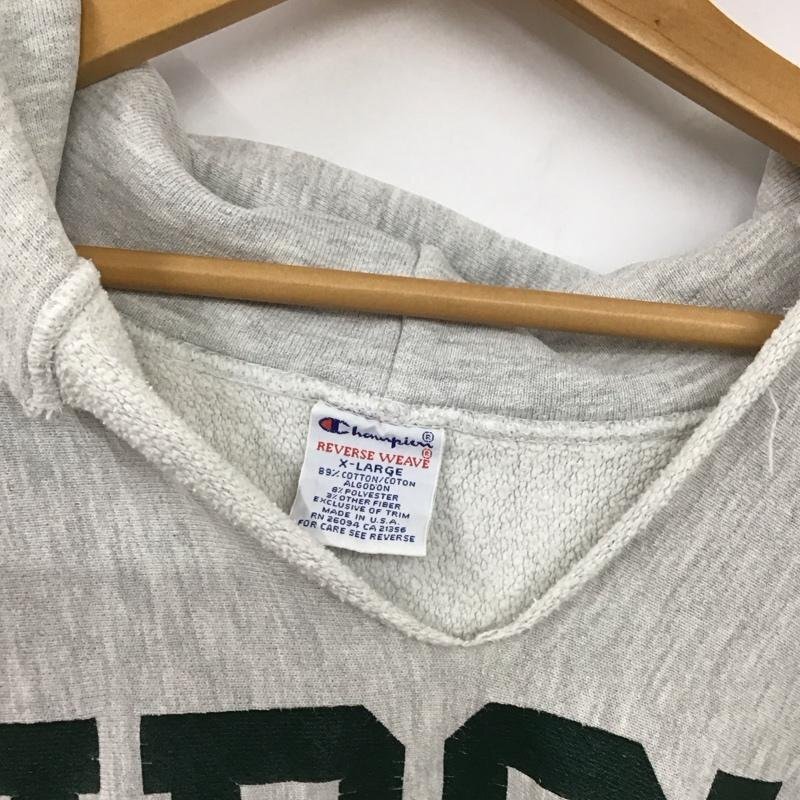 Champion®
REVERSE WEAVE®
X-LARGE
89% COTTON/COTON
ALGODON
8% POLYESTER
3% OTHER FIBER
EXCLUSIVE OF TRIM
MADE IN U.S.A.
RN 26094 CA 21356
FOR CARE SEE REVERSE